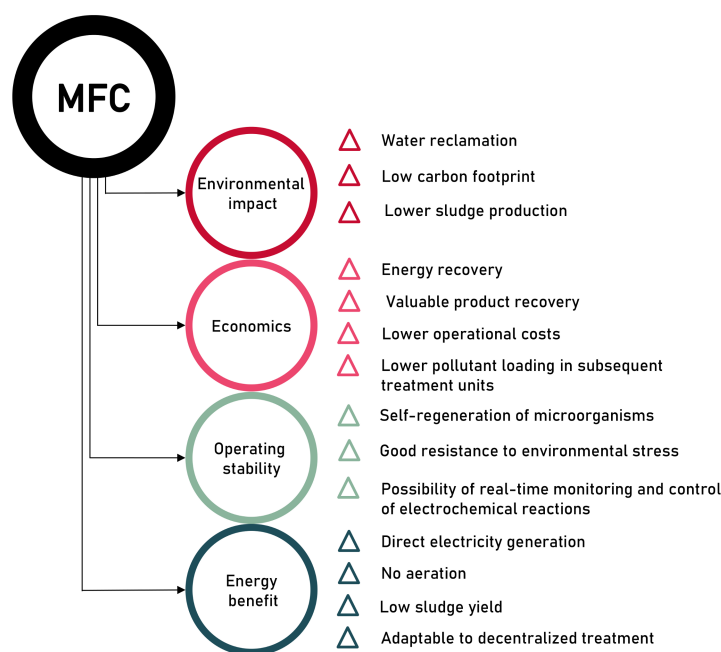 MFC
Environmental
impact
Water reclamation
Low carbon footprint
Lower sludge production
Economics
Energy recovery
Valuable product recovery
Lower operational costs
Lower pollutant loading in subsequent
treatment units
Operating
stability
Self-regeneration of microorganisms
Good resistance to environmental stress
Possibility of real-time monitoring and control
of electrochemical reactions
Energy
benefit
Direct electricity generation
No aeration
Low sludge yield
Adaptable to decentralized treatment